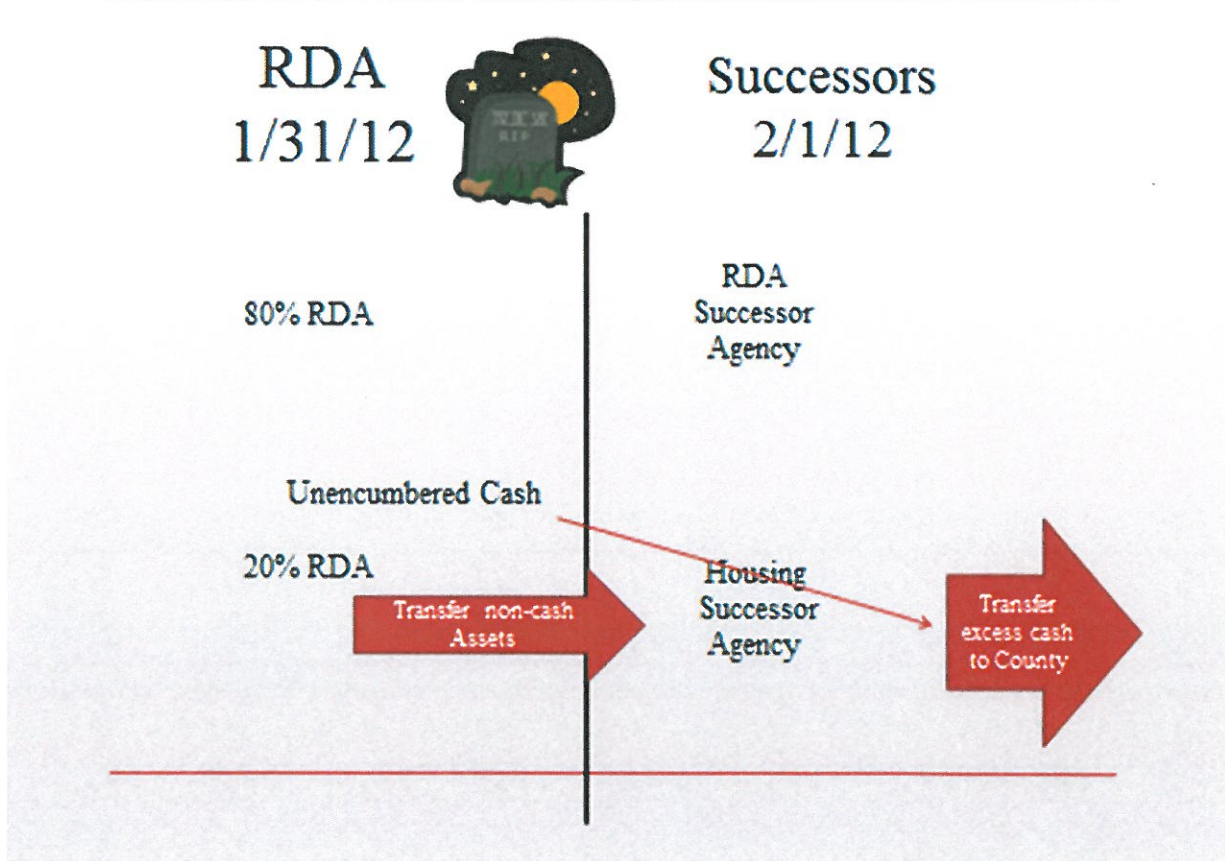 RDA
1/31/12
R.I.P
Successors
2/1/12
80% RDA
RDA
Successor
Agency
Unencumbered Cash
20% RDA
Transfer non-cash
Assets
Housing
Successor
Agency
Transfer
excess cash
to County